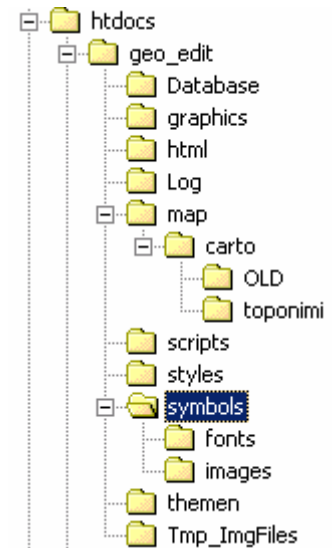 htdocs
geo_edit
Database
graphics
html
Log
map
carto
OLD
toponimi
scripts
styles
symbols
fonts
images
themen
Tmp_ImgFiles